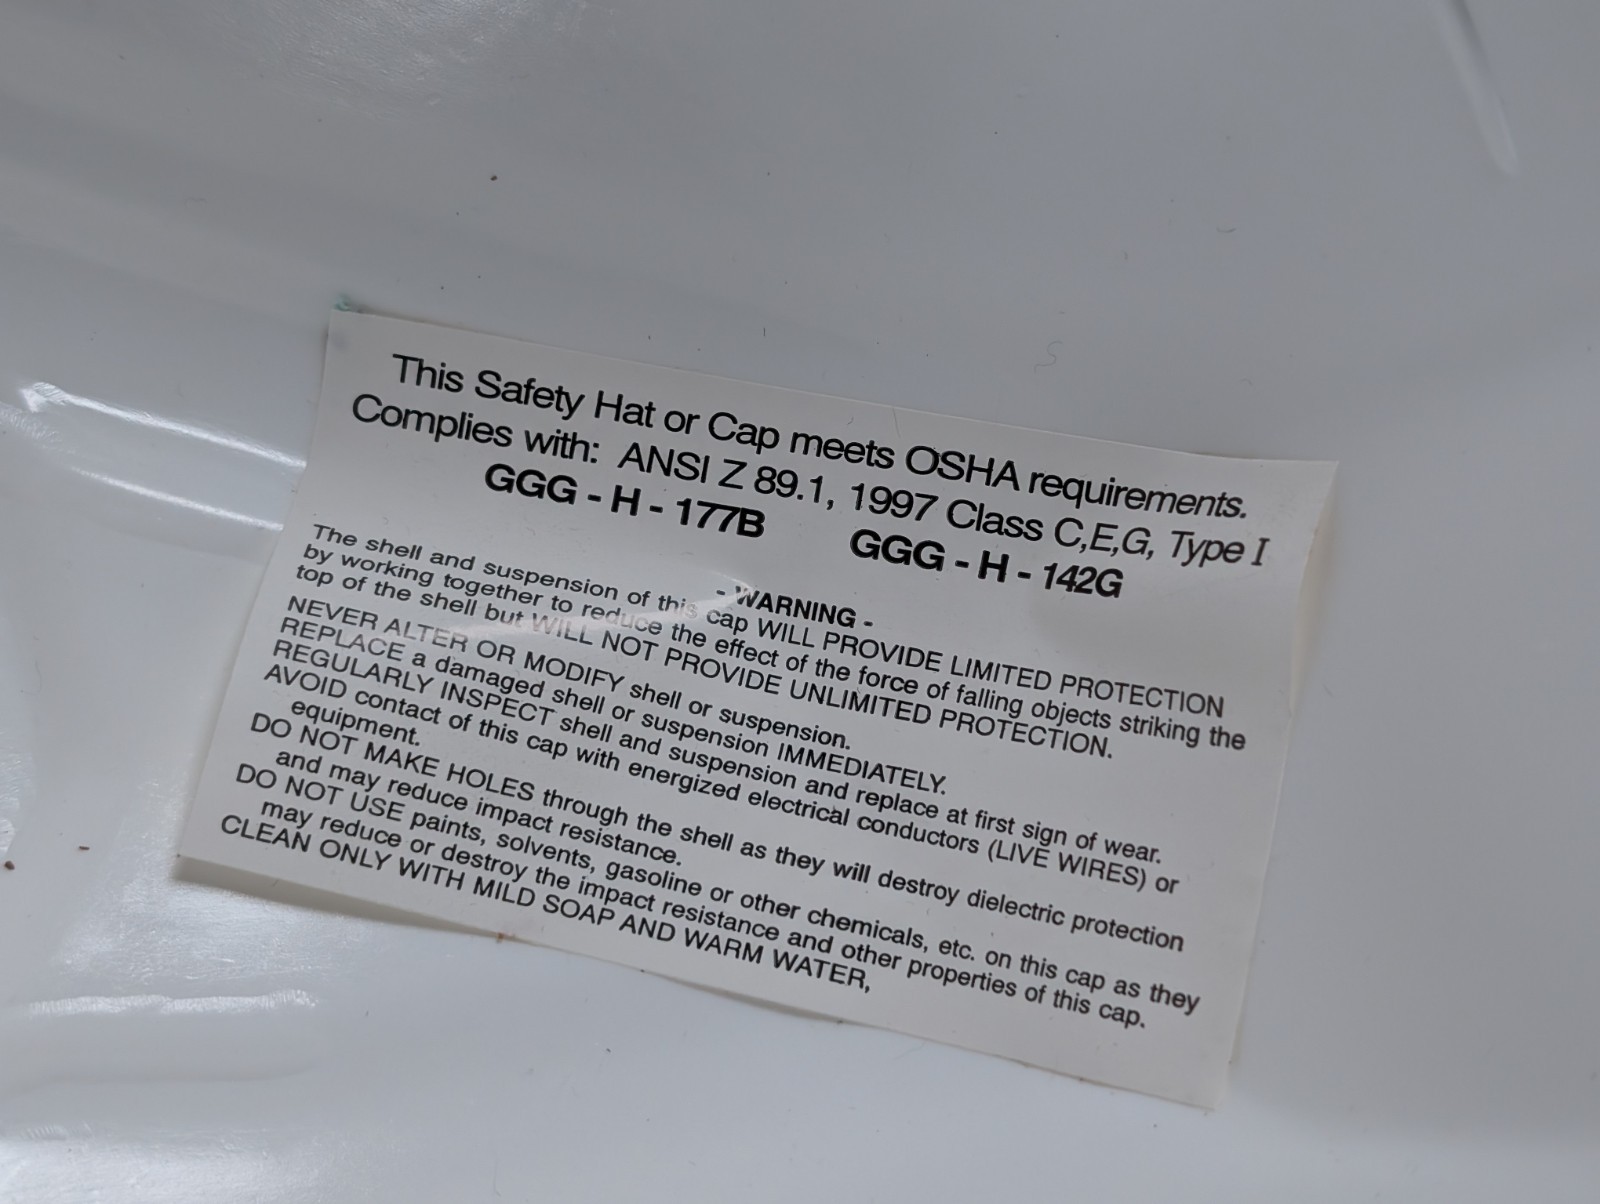 This Safety Hat or Cap meets OSHA requirements.
Complies with: ANSI Z 89.1, 1997 Class C,E,G, Type I
GGG - H - 177B GGG - H - 142G
- WARNING -
The shell and suspension of this cap WILL PROVIDE LIMITED PROTECTION
by working together to reduce the effect of the force of falling objects striking the
top of the shell but WILL NOT PROVIDE UNLIMITED PROTECTION.
NEVER ALTER OR MODIFY shell or suspension.
REPLACE a damaged shell or suspension IMMEDIATELY.
REGULARLY INSPECT shell and suspension and replace at first sign of wear.
AVOID contact of this cap with energized electrical conductors (LIVE WIRES) or
equipment.
DO NOT MAKE HOLES through the shell as they will destroy dielectric protection
and may reduce impact resistance.
DO NOT USE paints, solvents, gasoline or other chemicals, etc. on this cap as they
may reduce or destroy the impact resistance and other properties of this cap.
CLEAN ONLY WITH MILD SOAP AND WARM WATER,